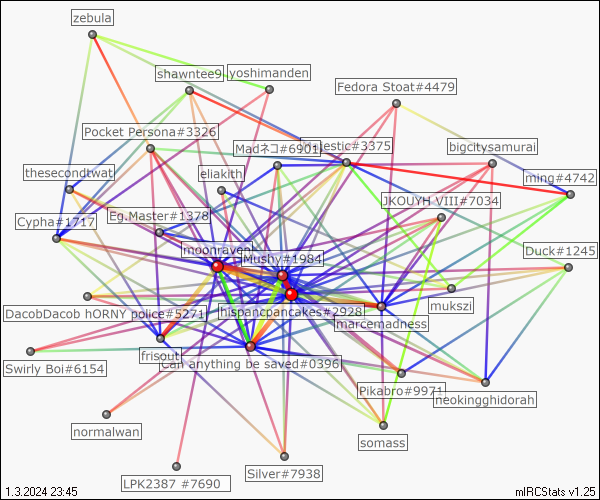 zebula
shawntee9
yoshimanden
Fedora Stoat#4479
Pocket Persona#3326
Madネコ#6901
Majestic#3375
bigcitysamurai
thesecondtwat
eliakith
ming#4742
JKOUYH VIII#7034
Cypha#1717
Eg.Master#1378
moonraven
Mushy#1984
Duck#1245
DacobDacob hORNY police#5271
hispancpancakes#2928
mukszi
marcemadness
frisout
Can anything be saved#0396
Swirly Boi#6154
Pikabro#9971
neokingghidorah
normalwan
somass
LPK2387 #7690
Silver#7938
1.3.2024 23:45
mIRCStats v1.25